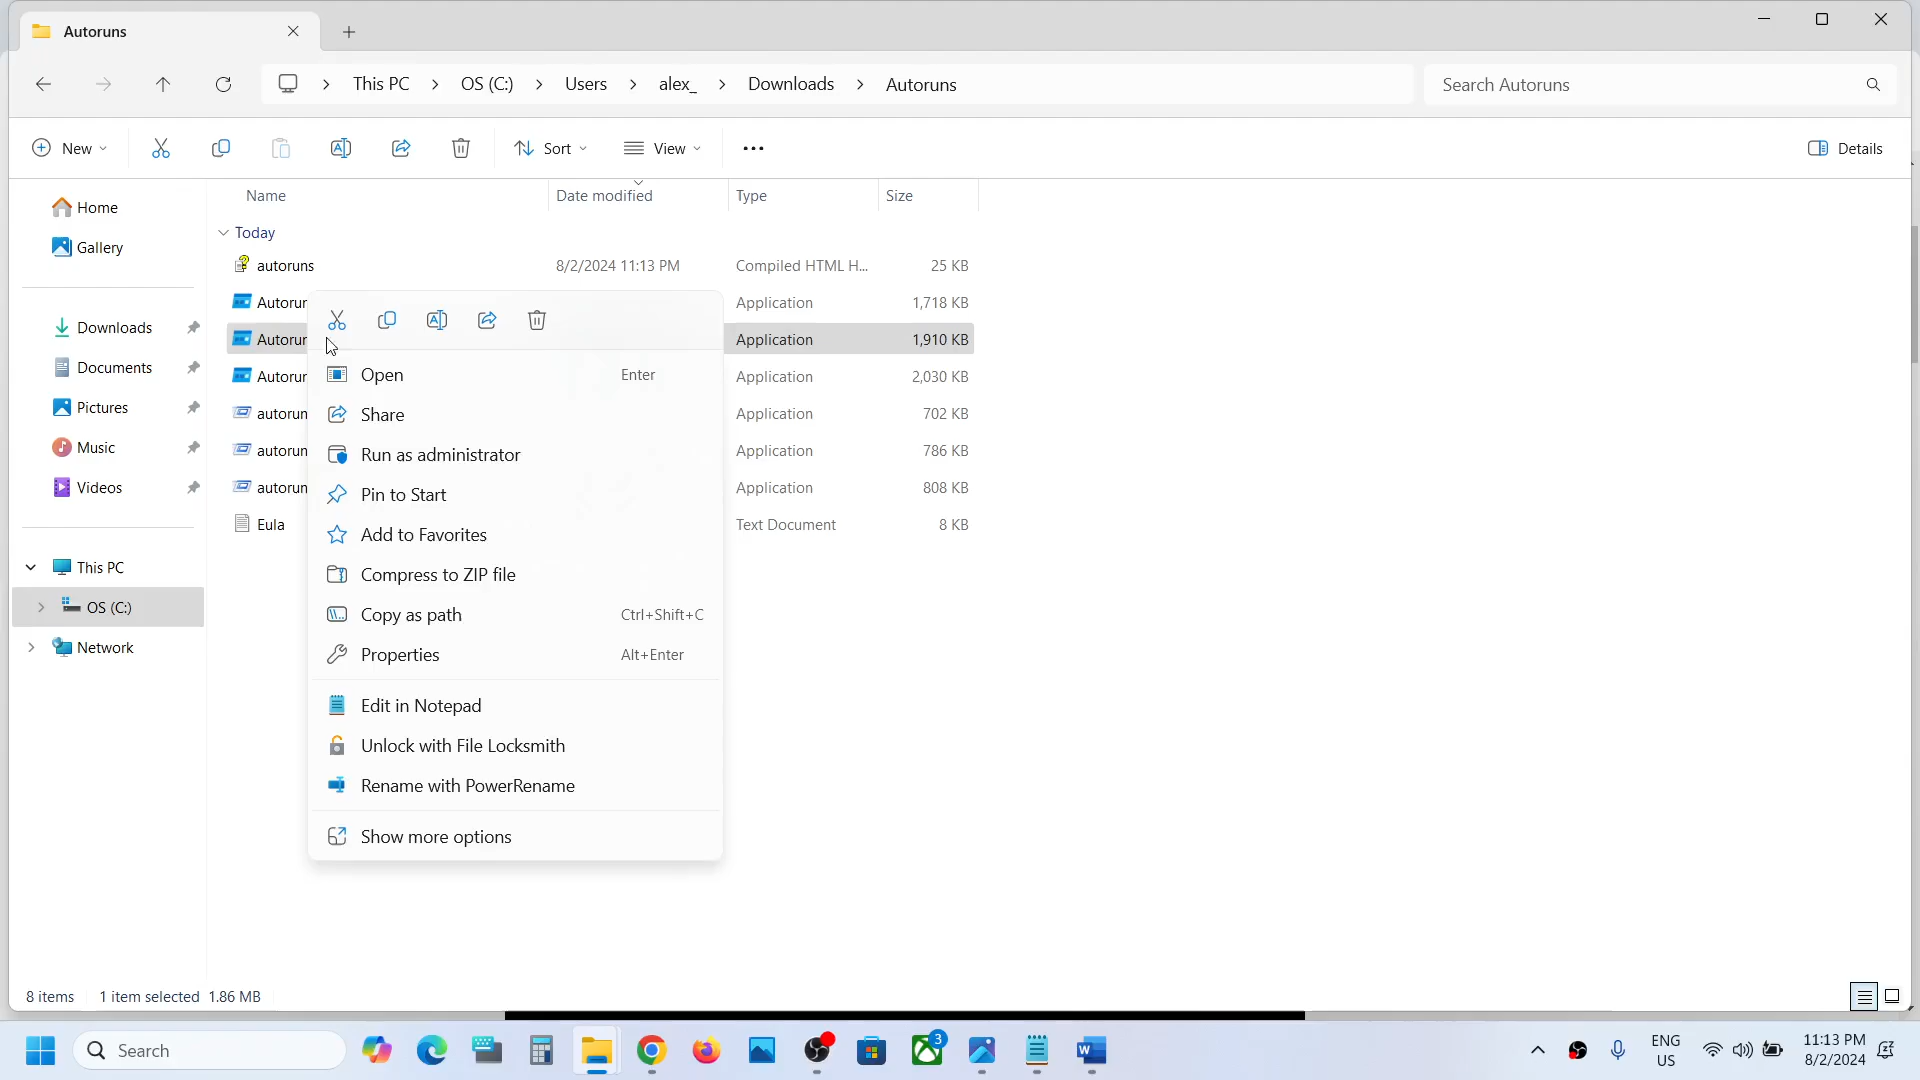 Autoruns
This PC
OS (C:)
Users
alex_
Downloads
Autoruns
Search Autoruns
New
Sort
View
Details
Name
Date modified
Type
Size
Home
Gallery
Downloads
Documents
Pictures
Music
Videos
This PC
OS (C:)
Network
Today
autoruns 8/2/2024 11:13 PM Compiled HTML H... 25 KB
Autorun Application 1,718 KB
Autorun Application 1,910 KB
Autorun Application 2,030 KB
autorun Application 702 KB
autorun Application 786 KB
autorun Application 808 KB
Eula Text Document 8 KB
Open Enter
Share
Run as administrator
Pin to Start
Add to Favorites
Compress to ZIP file
Copy as path Ctrl+Shift+C
Properties Alt+Enter
Edit in Notepad
Unlock with File Locksmith
Rename with PowerRename
Show more options
8 items 1 item selected 1.86 MB
Search
3
ENG
US
11:13 PM
8/2/2024